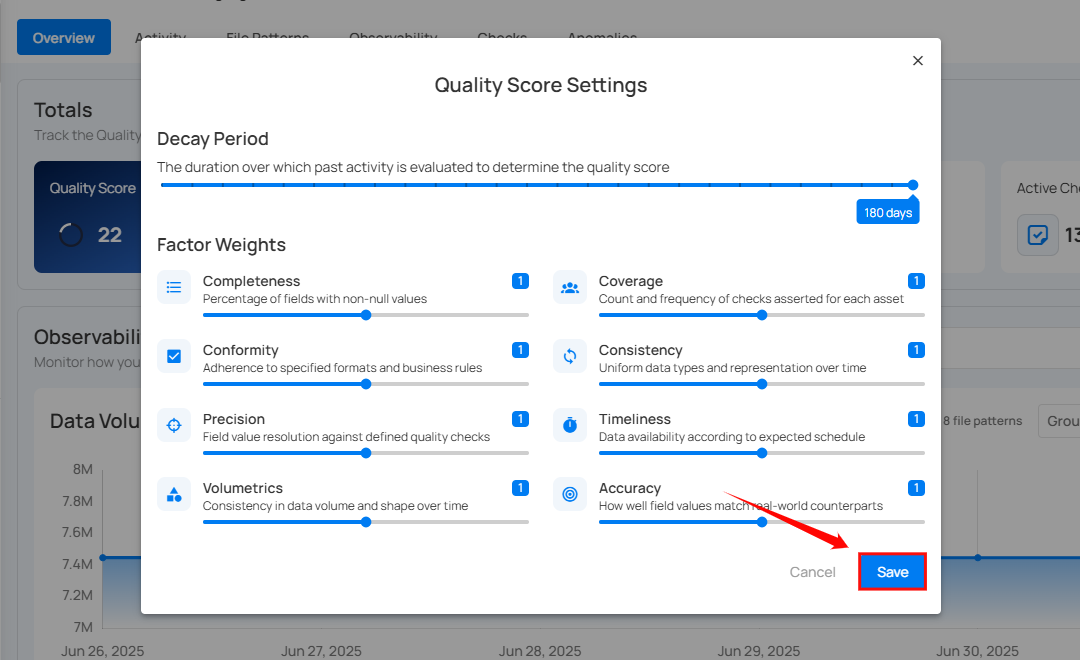 Overview
Activity
File Patterns
Observability
Checks
Anomalies
Quality Score Settings
Totals
Track the Quality
Quality Score
22
Active Che
13
Decay Period
The duration over which past activity is evaluated to determine the quality score
180 days
Factor Weights
Completeness
1
Percentage of fields with non-null values
Coverage
1
Count and frequency of checks asserted for each asset
Conformity
1
Adherence to specified formats and business rules
Consistency
1
Uniform data types and representation over time
Precision
1
Field value resolution against defined quality checks
Timeliness
1
Data availability according to expected schedule
Volumetrics
1
Consistency in data volume and shape over time
Accuracy
1
How well field values match real-world counterparts
Cancel
Save
Observabili
Monitor how you
Data Volu
8 file patterns
Grou
8M
7.8M
7.6M
7.4M
7.2M
7M
Jun 26, 2025
Jun 27, 2025
Jun 28, 2025
Jun 29, 2025
Jun 30, 2025